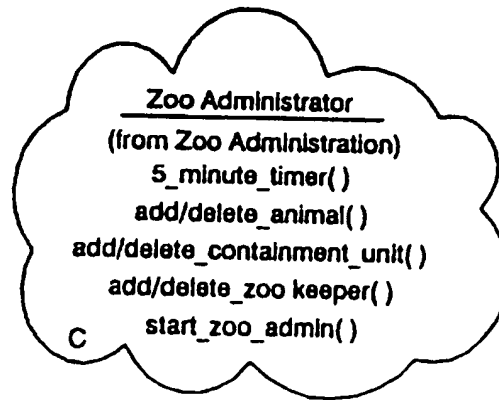 Zoo Administrator
(from Zoo Administration)
5_minute_timer( )
add/delete_animal( )
add/delete_containment_unit( )
add/delete_zoo keeper( )
start_zoo_admin( )
C